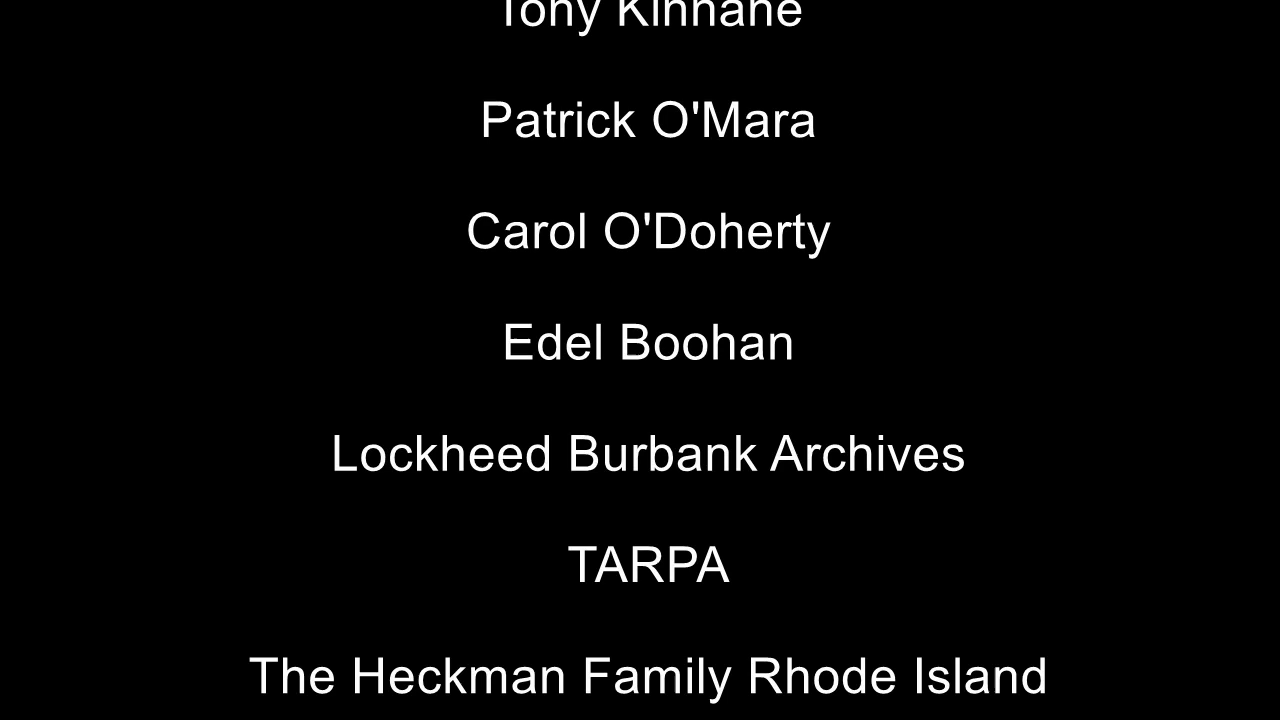 Tony Kinnane
Patrick O'Mara
Carol O'Doherty
Edel Boohan
Lockheed Burbank Archives
TARPA
The Heckman Family Rhode Island